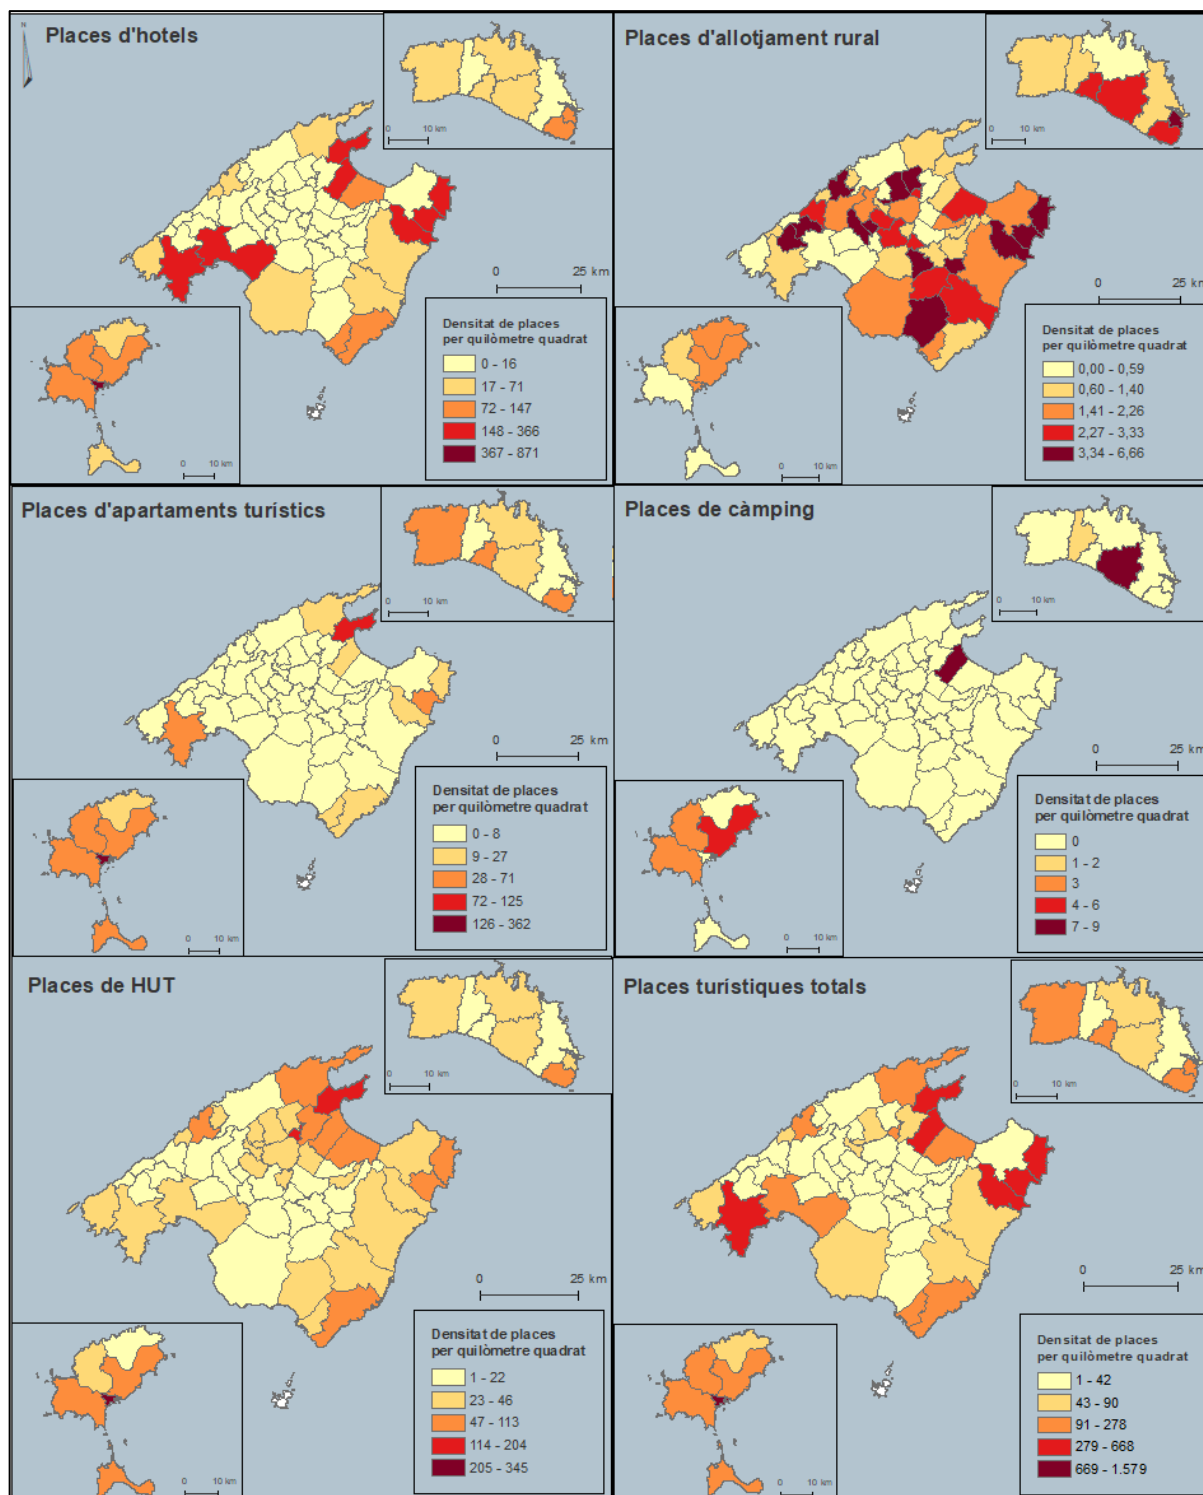 Places d'hotels
N
0 10 km
0 25 km
Densitat de places
per quilòmetre quadrat
0 - 16
17 - 71
72 - 147
148 - 366
367 - 871
0 10 km
Places d'allotjament rural
0 10 km
0 25 km
Densitat de places
per quilòmetre quadrat
0,00 - 0,59
0,60 - 1,40
1,41 - 2,26
2,27 - 3,33
3,34 - 6,66
0 10 km
Places d'apartaments turístics
0 10 km
0 25 km
Densitat de places
per quilòmetre quadrat
0 - 8
9 - 27
28 - 71
72 - 125
126 - 362
0 10 km
Places de càmping
0 10 km
0 25 km
Densitat de places
per quilòmetre quadrat
0
1 - 2
3
4 - 6
7 - 9
0 10 km
Places de HUT
0 10 km
0 25 km
Densitat de places
per quilòmetre quadrat
1 - 22
23 - 46
47 - 113
114 - 204
205 - 345
0 10 km
Places turístiques totals
0 10 km
0 25 km
Densitat de places
per quilòmetre quadrat
1 - 42
43 - 90
91 - 278
279 - 668
669 - 1.579
0 10 km